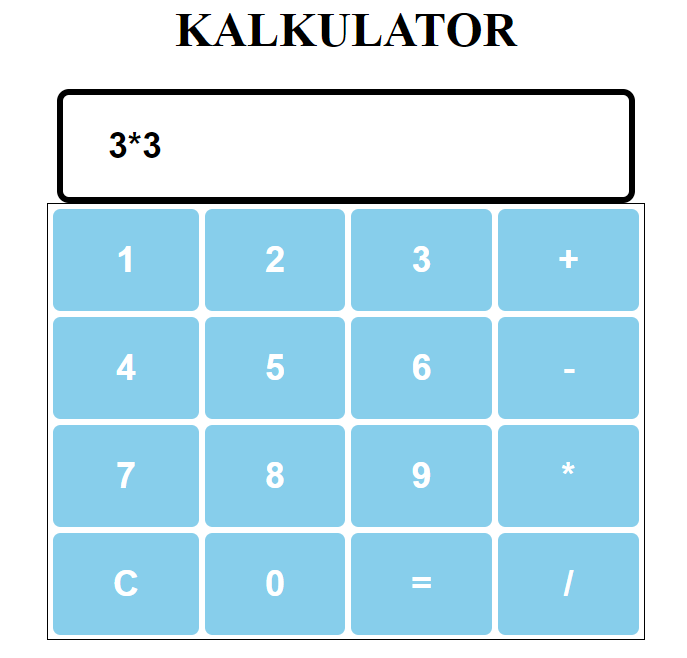 KALKULATOR
3*3
1 2 3 +
4 5 6 -
7 8 9 *
C 0 = /